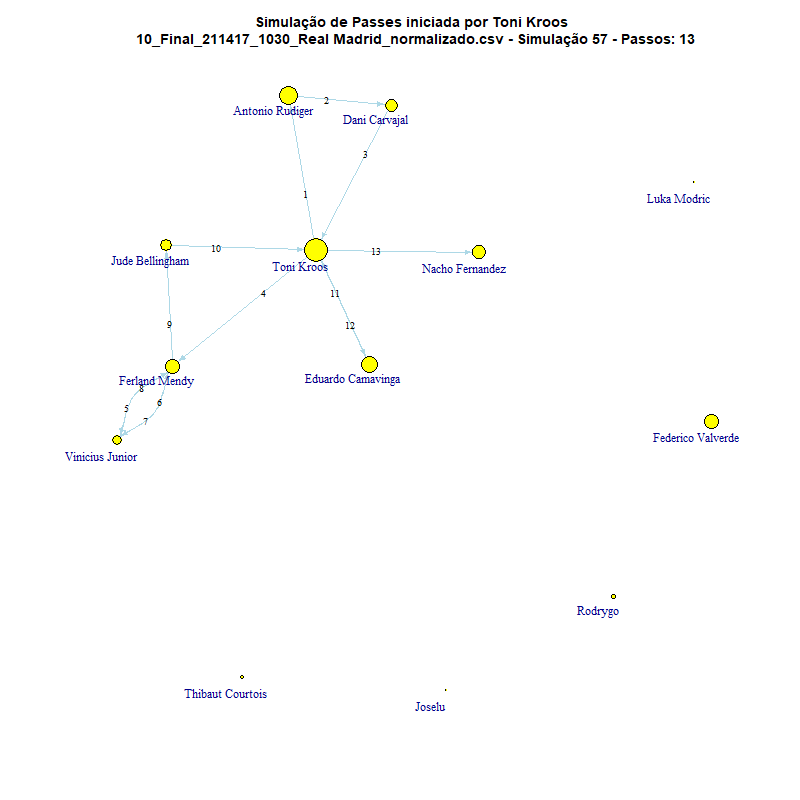 Simulação de Passes iniciada por Toni Kroos
10_Final_211417_1030_Real Madrid_normalizado.csv - Simulação 57 - Passos: 13
2
Antonio Rudiger
Dani Carvajal
3
1
Luka Modric
Jude Bellingham
10
Toni Kroos
13
Nacho Fernandez
4
11
9
12
Ferland Mendy
Eduardo Camavinga
8
5
6
7
Vinicius Junior
Federico Valverde
Rodrygo
Thibaut Courtois
Joselu